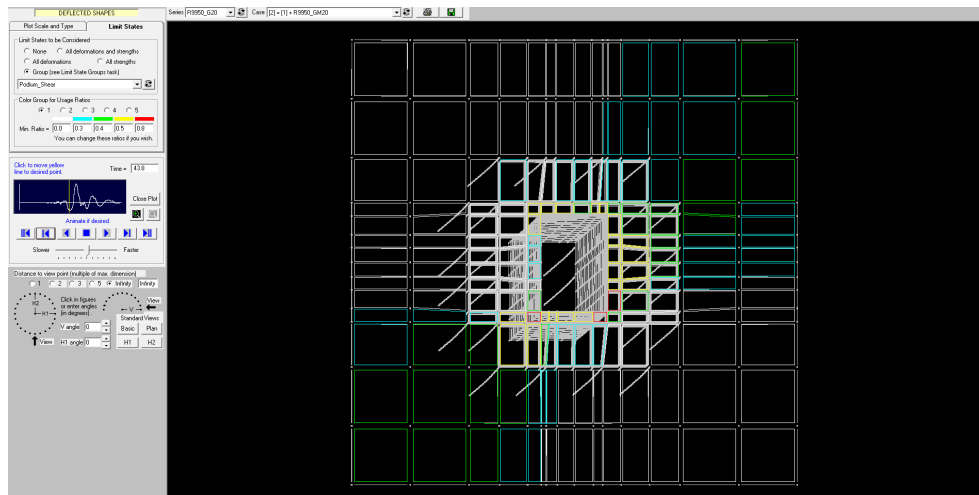 DEFLECTED SHAPES
Series R9950_G20 Case [2] = [1] + R9950_GM20
Plot Scale and Type Limit States
Limit States to be Considered
None All deformations and strengths
All deformations All strengths
Group (see Limit State Groups task)
Podium_Shear
Color Group for Usage Ratios
1 2 3 4 5
Min. Ratio = 0.0 0.3 0.4 0.5 0.8
You can change these ratios if you wish.
Click to move yellow
line to desired point
Time = 43.8
Close Plot
Animate if desired.
Slower Faster
Distance to view point (multiple of max. dimension)
1 2 3 5 Infinity Infinity
H2
H1
Click in figures
or enter angles
(in degrees)
V
View
Standard Views
V angle 0 Basic Plan
View H1 angle 0 H1 H2